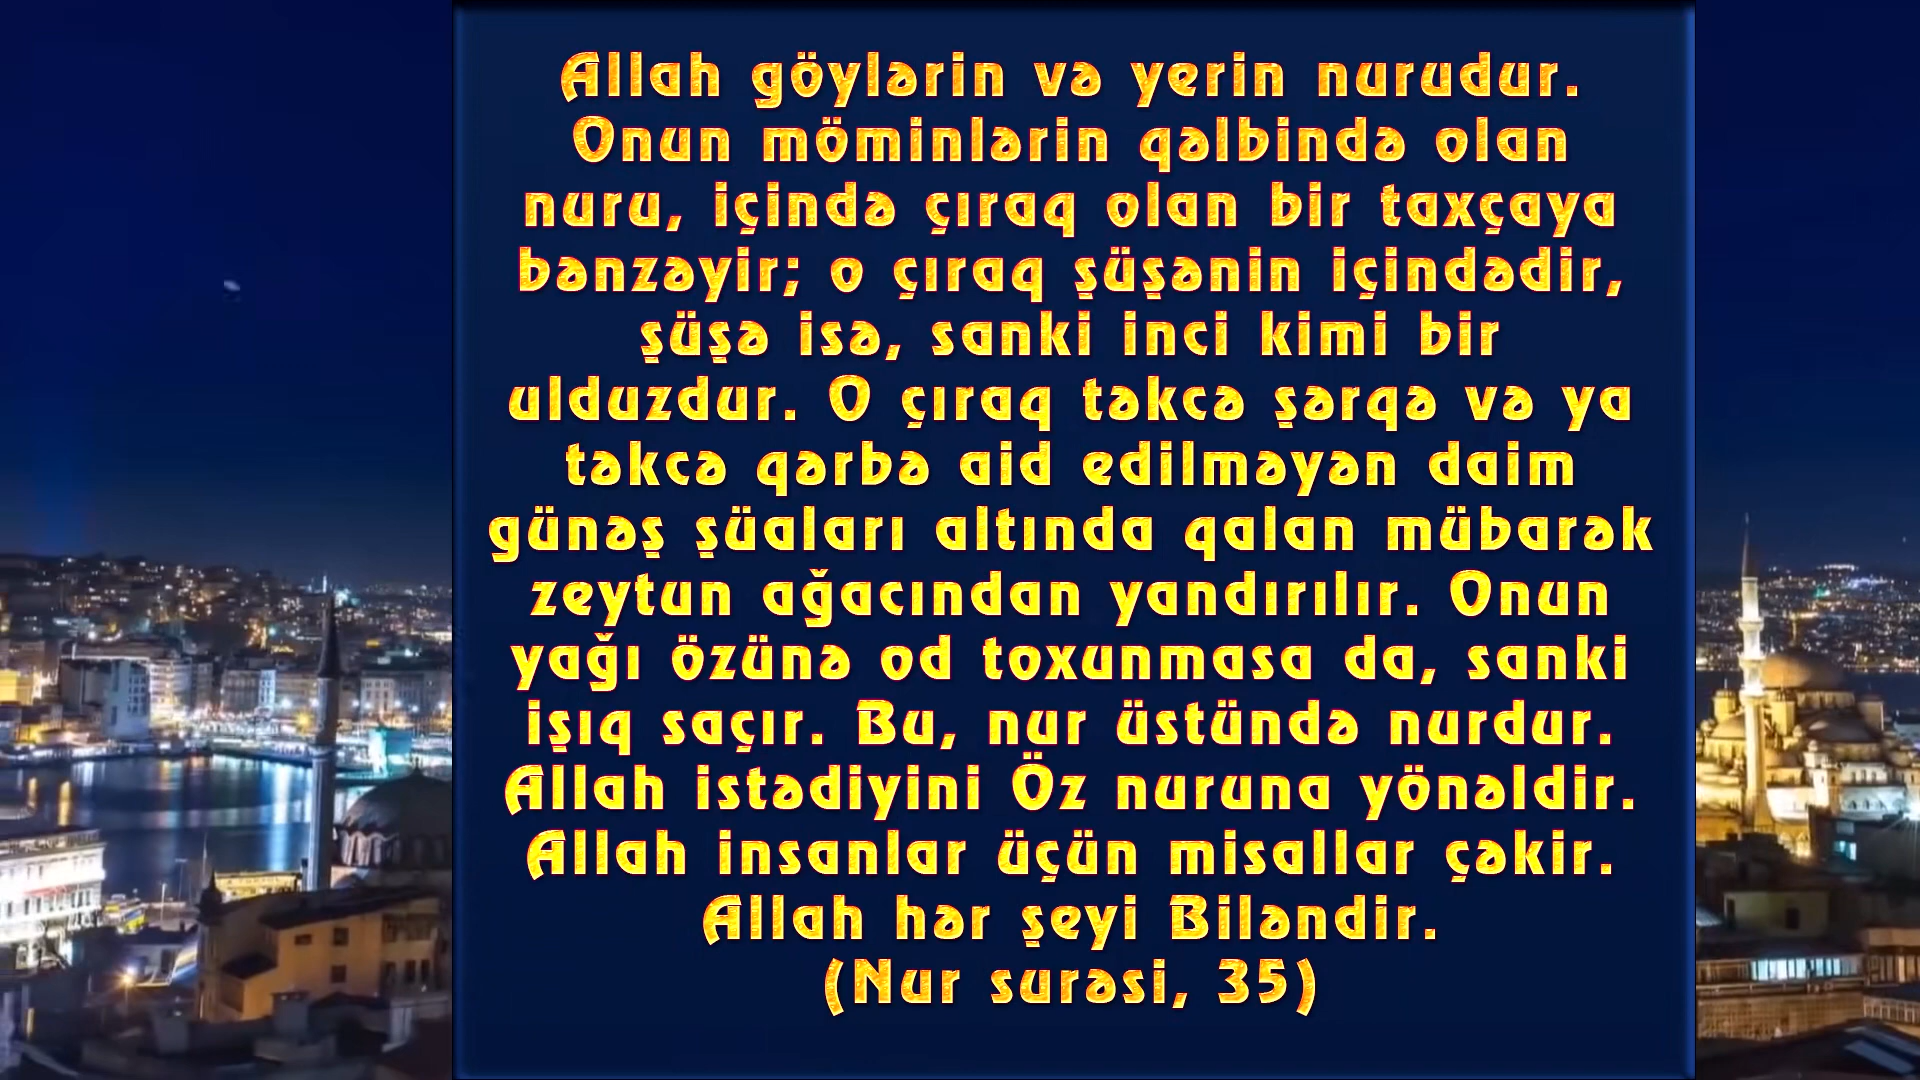 Allah göylərin və yerin nurudur.
Onun möminlərin qəlbində olan
nuru, içində çıraq olan bir taxçaya
bənzəyir; o çıraq şüşənin içindədir,
şüşə isə, sanki inci kimi bir
ulduzdur. O çıraq təkcə şərqə və ya
təkcə qərbə aid edilməyən daim
günəş şüaları altında qalan mübarək
zeytun ağacından yandırılır. Onun
yağı özünə od toxunmasa da, sanki
işıq saçır. Bu, nur üstündə nurdur.
Allah istədiyini Öz nuruna yönəldir.
Allah insanlar üçün misallar çəkir.
Allah hər şeyi Biləndir.
(Nur surəsi, 35)